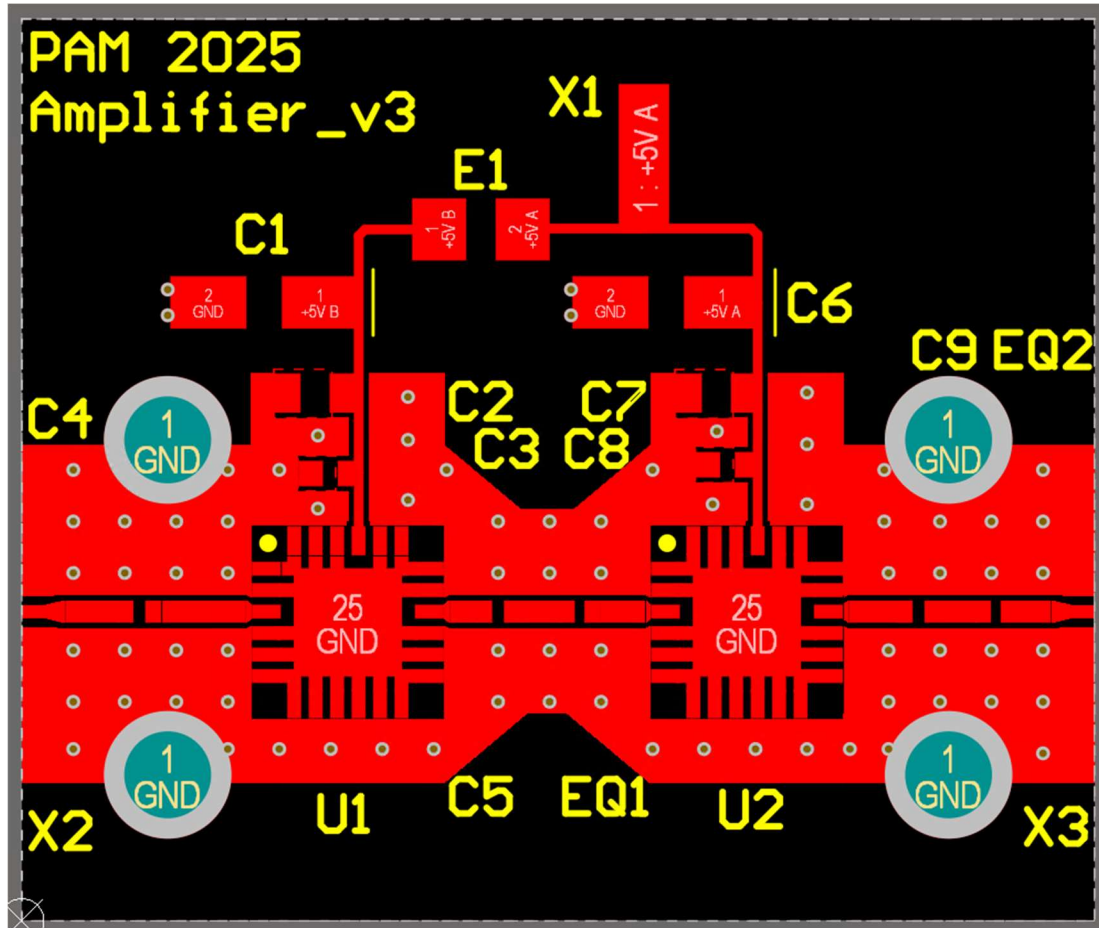 PAM 2025
Amplifier_v3
X1
1 : +5V A
E1
1
+5V B
2
+5V A
C1
2
GND
1
+5V B
2
GND
1
+5V A
C6
C9 EQ2
C4
1
GND
C2
C7
C3
C8
1
GND
25
GND
25
GND
1
GND
1
GND
X2
U1
C5
EQ1
U2
X3